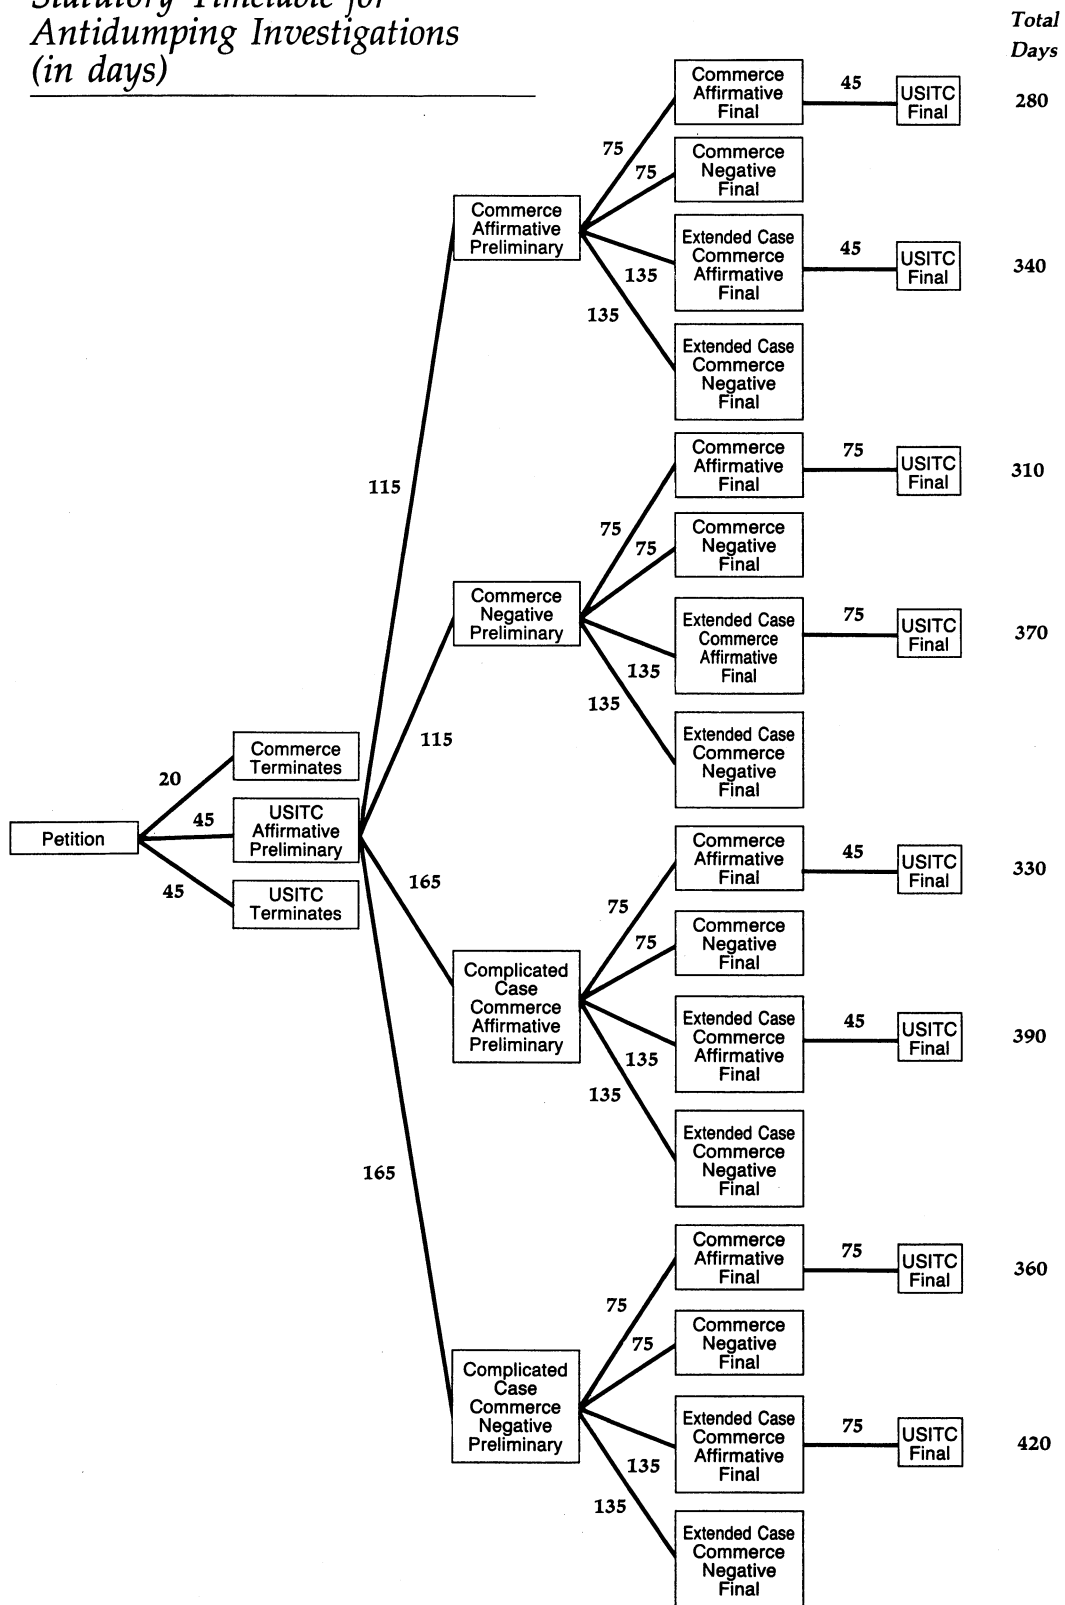 Statutory Timetable for
Antidumping Investigations
(in days)
Total
Days
Petition
20
45
45
Commerce
Terminates
USITC
Affirmative
Preliminary
USITC
Terminates
115
115
165
165
Commerce
Affirmative
Preliminary
75
75
135
135
Commerce
Affirmative
Final
45
USITC
Final
280
Commerce
Negative
Final
Extended Case
Commerce
Affirmative
Final
45
USITC
Final
340
Extended Case
Commerce
Negative
Final
Commerce
Negative
Preliminary
75
75
135
135
Commerce
Affirmative
Final
75
USITC
Final
310
Commerce
Negative
Final
Extended Case
Commerce
Affirmative
Final
75
USITC
Final
370
Extended Case
Commerce
Negative
Final
Complicated
Case
Commerce
Affirmative
Preliminary
75
75
135
135
Commerce
Affirmative
Final
45
USITC
Final
330
Commerce
Negative
Final
Extended Case
Commerce
Affirmative
Final
45
USITC
Final
390
Extended Case
Commerce
Negative
Final
Complicated
Case
Commerce
Negative
Preliminary
75
75
135
135
Commerce
Affirmative
Final
75
USITC
Final
360
Commerce
Negative
Final
Extended Case
Commerce
Affirmative
Final
75
USITC
Final
420
Extended Case
Commerce
Negative
Final